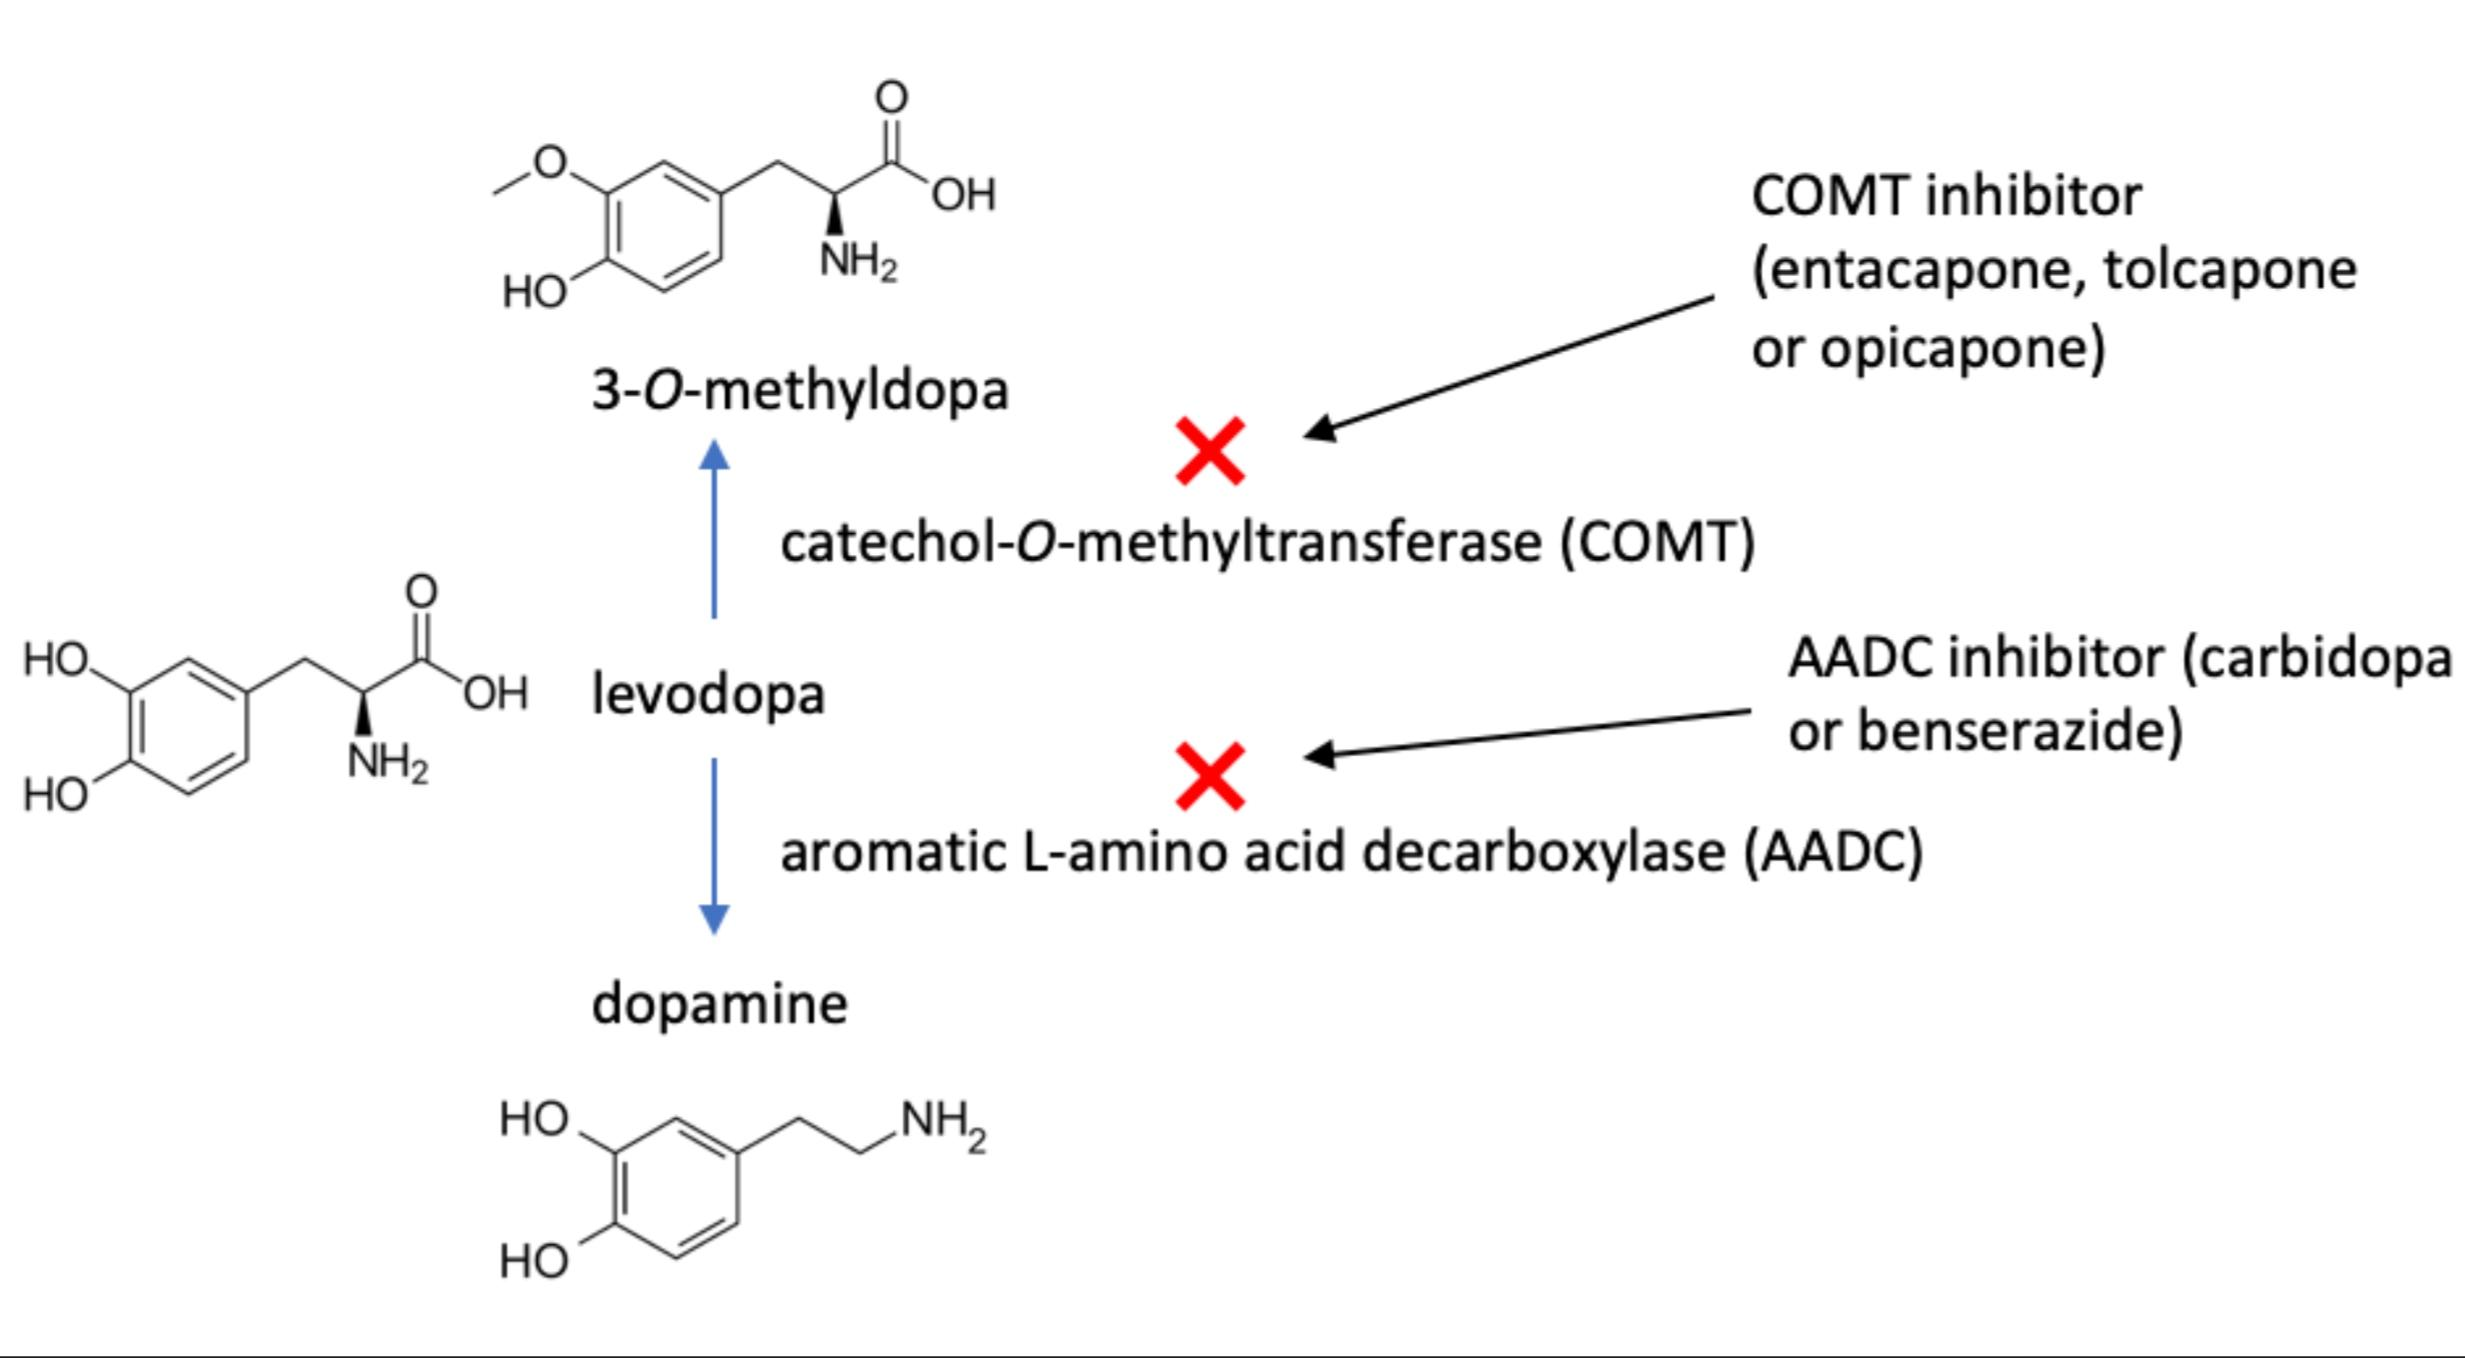 O
O
OH
NH2
HO
3-O-methyldopa
COMT inhibitor
(entacapone, tolcapone
or opicapone)
catechol-O-methyltransferase (COMT)
O
HO
OH
NH2
HO
levodopa
AADC inhibitor (carbidopa
or benserazide)
aromatic L-amino acid decarboxylase (AADC)
dopamine
HO
NH2
HO